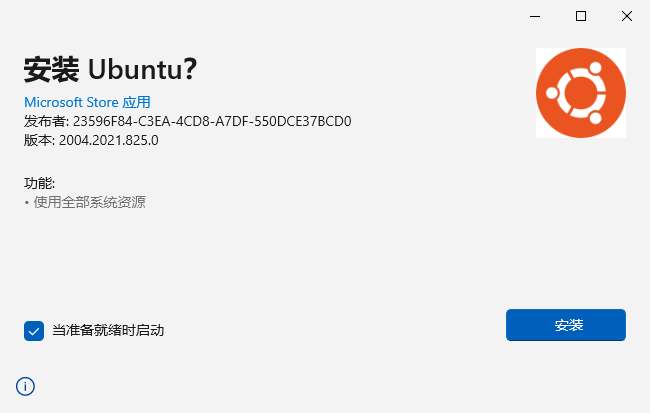 安装 Ubuntu?
Microsoft Store 应用
发布者: 23596F84-C3EA-4CD8-A7DF-550DCE37BCD0
版本: 2004.2021.825.0
功能:
• 使用全部系统资源
当准备就绪时启动
安装